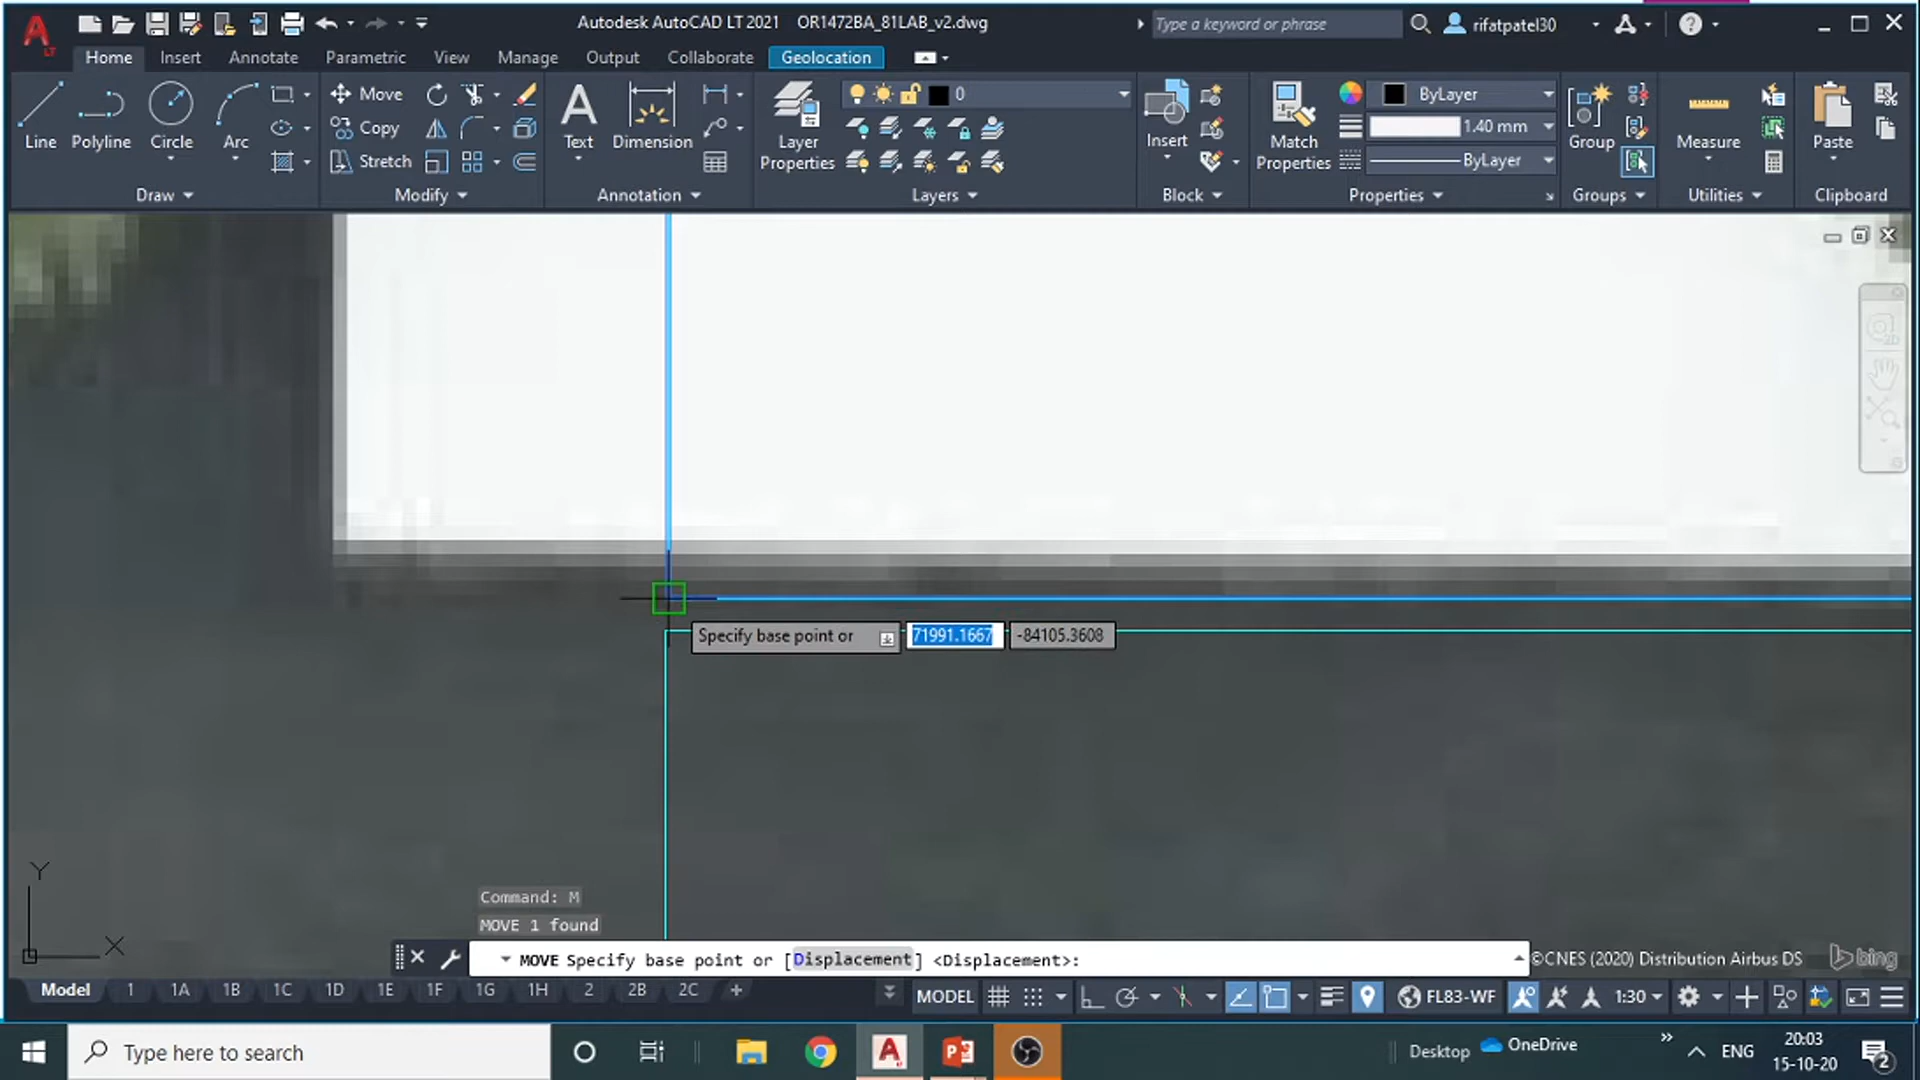 Autodesk AutoCAD LT 2021 OR1472BA_81LAB_v2.dwg
Type a keyword or phrase
rifatpatel30
Home Insert Annotate Parametric View Manage Output Collaborate Geolocation
Line
Polyline
Circle
Arc
Draw
Move
Copy
Stretch
Modify
Text
Dimension
Annotation
Layer
Properties
0
Layers
Insert
Block
Match
Properties
ByLayer
1.40 mm
ByLayer
Properties
Group
Groups
Measure
Utilities
Paste
Clipboard
Specify base point or 71991.1667 -84105.3608
Y
X
Command: M
MOVE 1 found
MOVE Specify base point or [Displacement] <Displacement>:
©CNES (2020) Distribution Airbus DS
bing
Model 1 1A 1B 1C 1D 1E 1F 1G 1H 2 2B 2C +
MODEL
FL83-WF
1:30
Type here to search
Desktop
OneDrive
ENG
20:03
15-10-20
2